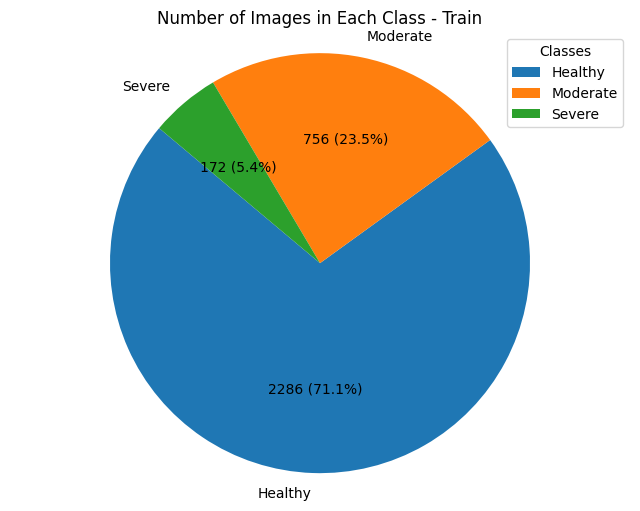 Number of Images in Each Class - Train
Moderate
Classes
Healthy
Moderate
Severe
Severe
756 (23.5%)
172 (5.4%)
2286 (71.1%)
Healthy